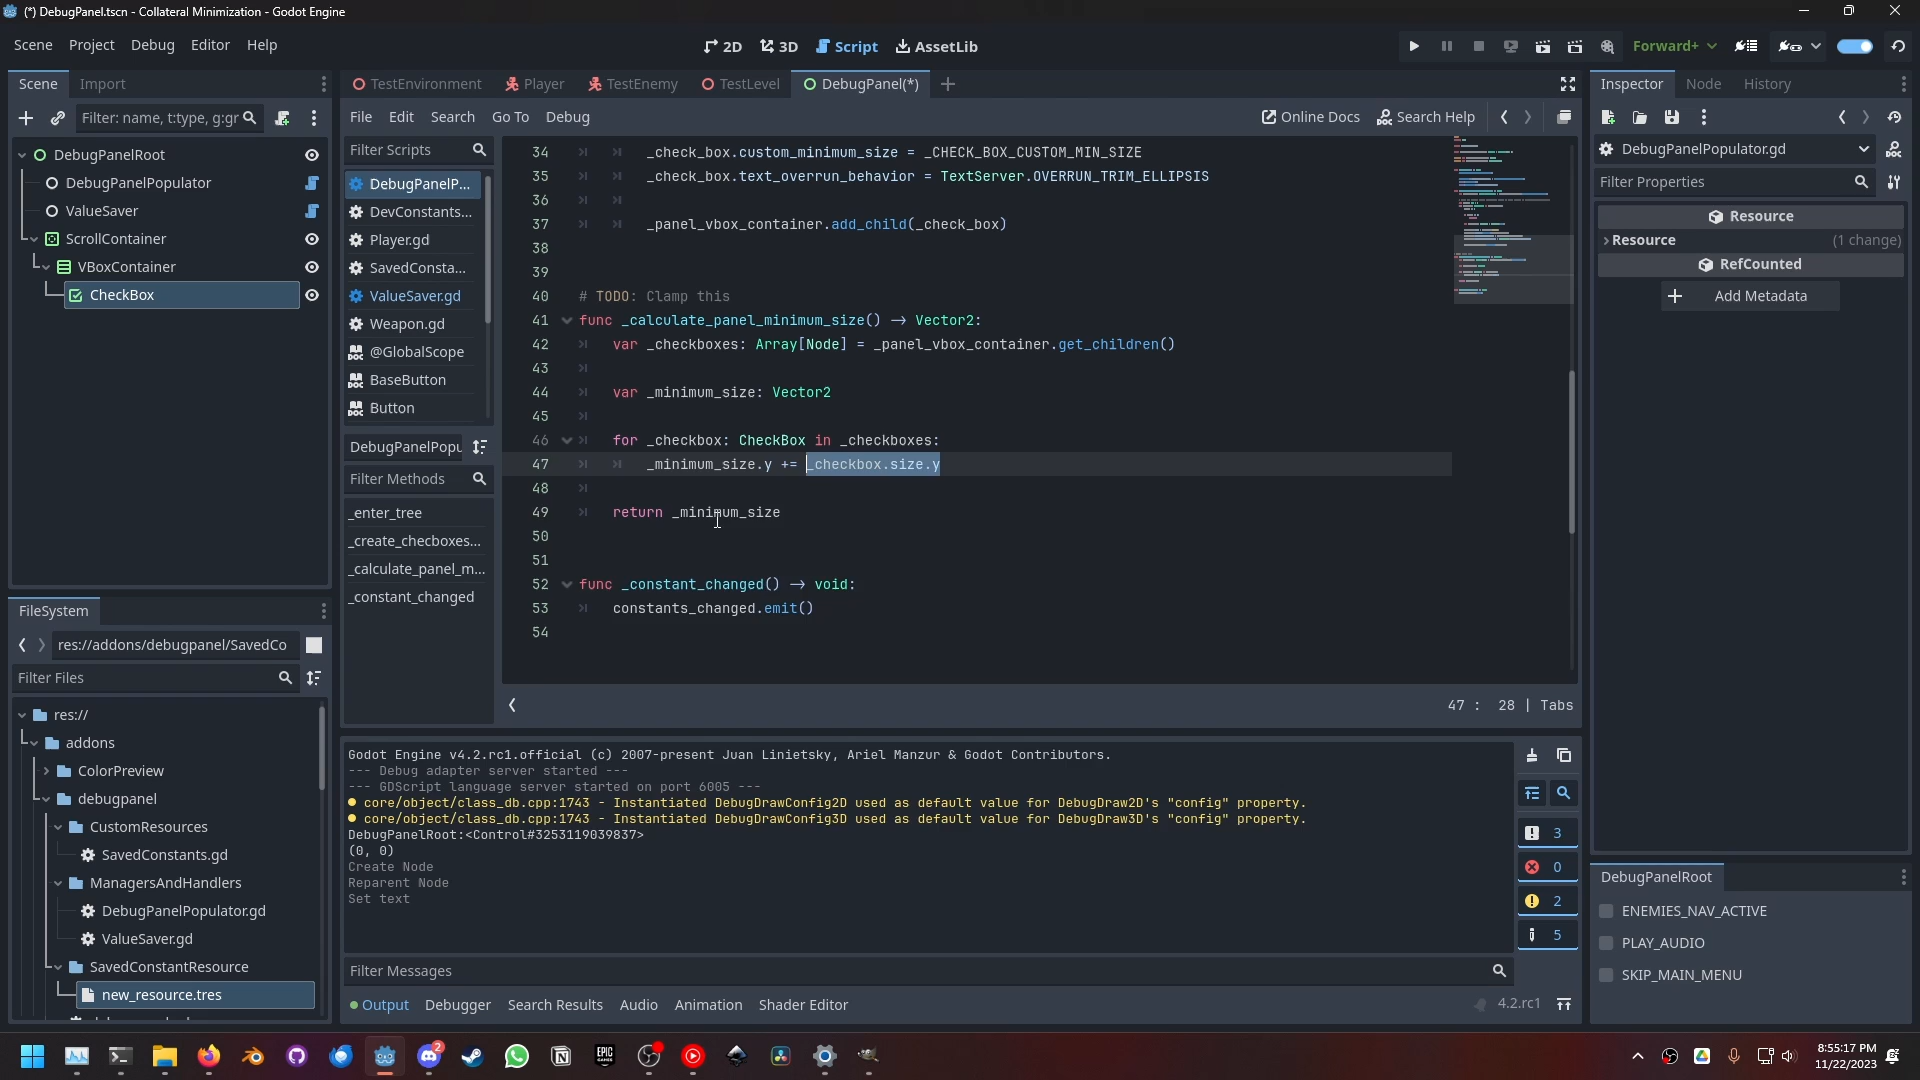 (*) DebugPanel.tscn - Collateral Minimization - Godot Engine
Scene Project Debug Editor Help
2D 3D Script AssetLib
Forward+
Scene Import
Filter: name, t:type, g:gr
DebugPanelRoot
DebugPanelPopulator
ValueSaver
ScrollContainer
VBoxContainer
CheckBox
FileSystem
res://addons/debugpanel/SavedCo
Filter Files
res://
addons
ColorPreview
debugpanel
CustomResources
SavedConstants.gd
ManagersAndHandlers
DebugPanelPopulator.gd
ValueSaver.gd
SavedConstantResource
new_resource.tres
TestEnvironment Player TestEnemy TestLevel DebugPanel(*)
File Edit Search Go To Debug
Online Docs Search Help
Filter Scripts
DebugPanelP...
DevConstants...
Player.gd
SavedConsta...
ValueSaver.gd
Weapon.gd
@GlobalScope
BaseButton
Button
DebugPanelPopu
Filter Methods
_enter_tree
_create_checboxes...
_calculate_panel_m...
_constant_changed
34 _check_box.custom_minimum_size = _CHECK_BOX_CUSTOM_MIN_SIZE
35 _check_box.text_overrun_behavior = TextServer.OVERRUN_TRIM_ELLIPSIS
36
37 _panel_vbox_container.add_child(_check_box)
38
39
40 # TODO: Clamp this
41 func _calculate_panel_minimum_size() -> Vector2:
42 var _checkboxes: Array[Node] = _panel_vbox_container.get_children()
43
44 var _minimum_size: Vector2
45
46 for _checkbox: CheckBox in _checkboxes:
47 _minimum_size.y += _checkbox.size.y
48
49 return _minimum_size
50
51
52 func _constant_changed() -> void:
53 constants_changed.emit()
54
47 : 28 | Tabs
Godot Engine v4.2.rc1.official (c) 2007-present Juan Linietsky, Ariel Manzur & Godot Contributors.
--- Debug adapter server started ---
--- GDScript language server started on port 6005 ---
core/object/class_db.cpp:1743 - Instantiated DebugDrawConfig2D used as default value for DebugDraw2D's "config" property.
core/object/class_db.cpp:1743 - Instantiated DebugDrawConfig3D used as default value for DebugDraw3D's "config" property.
DebugPanelRoot:<Control#3253119039837>
(0, 0)
Create Node
Reparent Node
Set text
3
0
2
5
Filter Messages
Output Debugger Search Results Audio Animation Shader Editor
4.2.rc1
Inspector Node History
DebugPanelPopulator.gd
Filter Properties
Resource
Resource (1 change)
RefCounted
Add Metadata
DebugPanelRoot
ENEMIES_NAV_ACTIVE
PLAY_AUDIO
SKIP_MAIN_MENU
2
EPIC GAMES
8:55:17 PM
11/22/2023